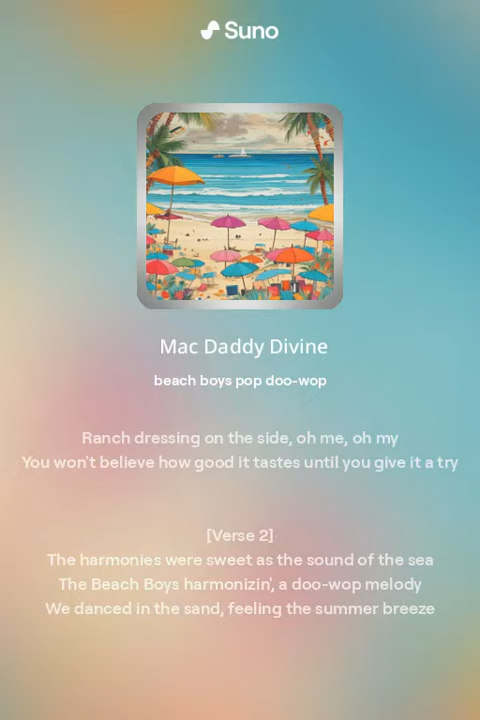 Suno
Mac Daddy Divine
beach boys pop doo-wop
Ranch dressing on the side, oh me, oh my
You won't believe how good it tastes until you give it a try
[Verse 2]
The harmonies were sweet as the sound of the sea
The Beach Boys harmonizin', a doo-wop melody
We danced in the sand, feeling the summer breeze